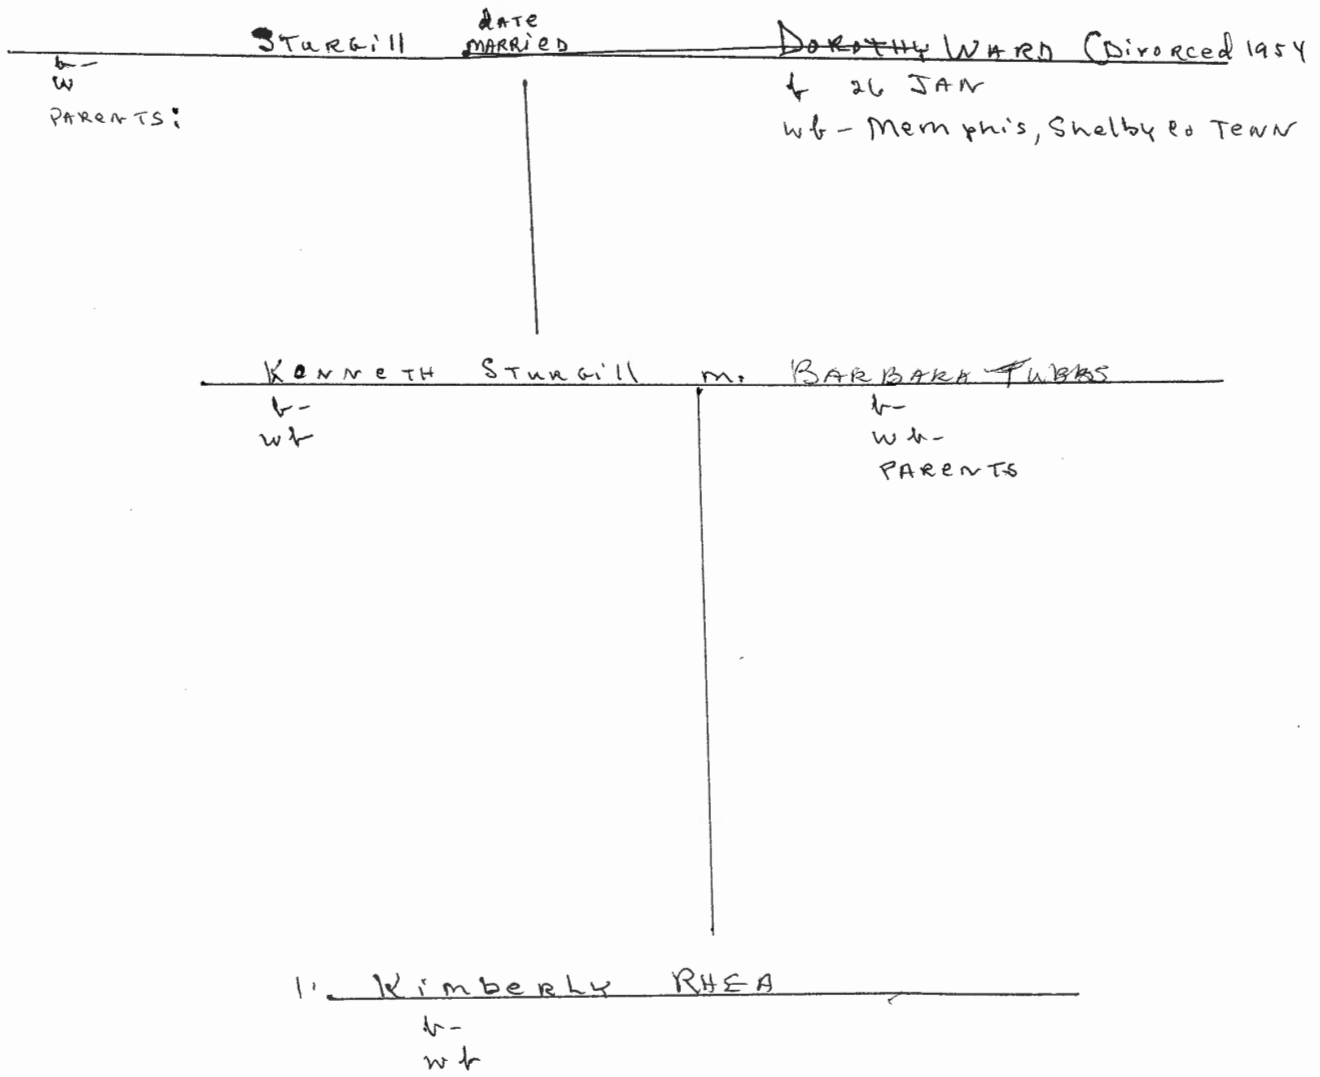 DATE
STURGILL MARRIED DOROTHY WARD (DIVORCED 1954
b-
w
PARENTS:
b 26 JAN
wb - Memphis, Shelby Co TENN
KENNETH STURGILL m. BARBARA TUBBS
b-
wb
b-
wb-
PARENTS
1. KIMBERLY RHEA
b-
wb